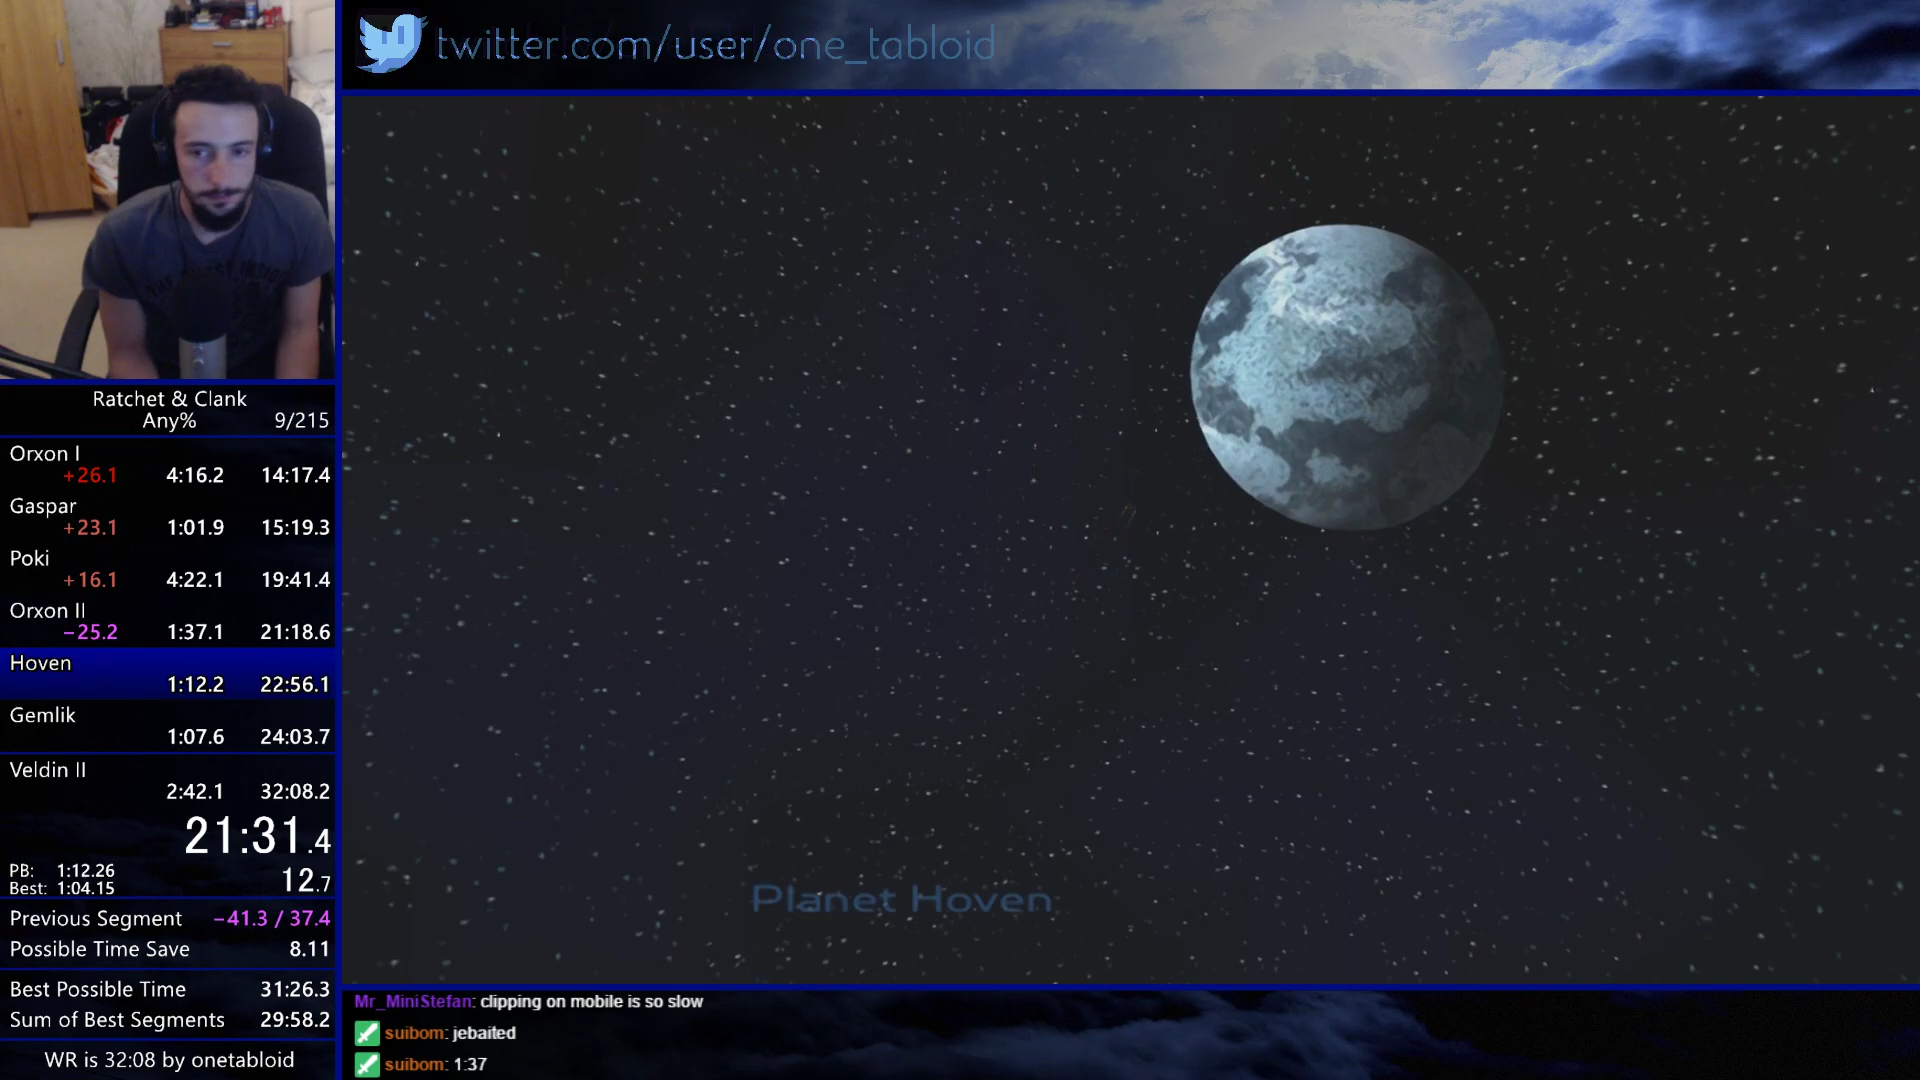 twitter.com/user/one_tabloid
Ratchet & Clank
Any% 9/215
Orxon I
+26.1 4:16.2 14:17.4
Gaspar
+23.1 1:01.9 15:19.3
Poki
+16.1 4:22.1 19:41.4
Orxon II
−25.2 1:37.1 21:18.6
Hoven
1:12.2 22:56.1
Gemlik
1:07.6 24:03.7
Veldin II
2:42.1 32:08.2
21:31.4
PB: 1:12.26
Best: 1:04.15
12.7
Previous Segment −41.3 / 37.4
Possible Time Save 8.11
Best Possible Time 31:26.3
Sum of Best Segments 29:58.2
WR is 32:08 by onetabloid
Planet Hoven
Mr_MiniStefan: clipping on mobile is so slow
suibom: jebaited
suibom: 1:37